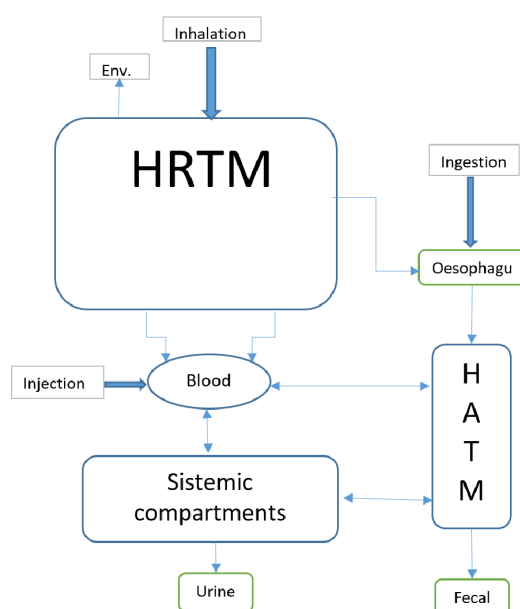 Inhalation
Env.
HRTM
Ingestion
Oesophagu
Injection
Blood
H
A
T
M
Sistemic
compartments
Urine
Fecal